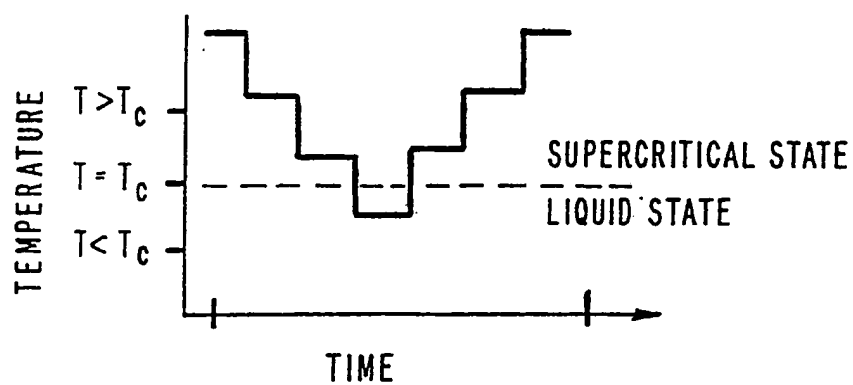 TEMPERATURE
T>Tc
T=Tc
T<Tc
SUPERCRITICAL STATE
LIQUID STATE
TIME